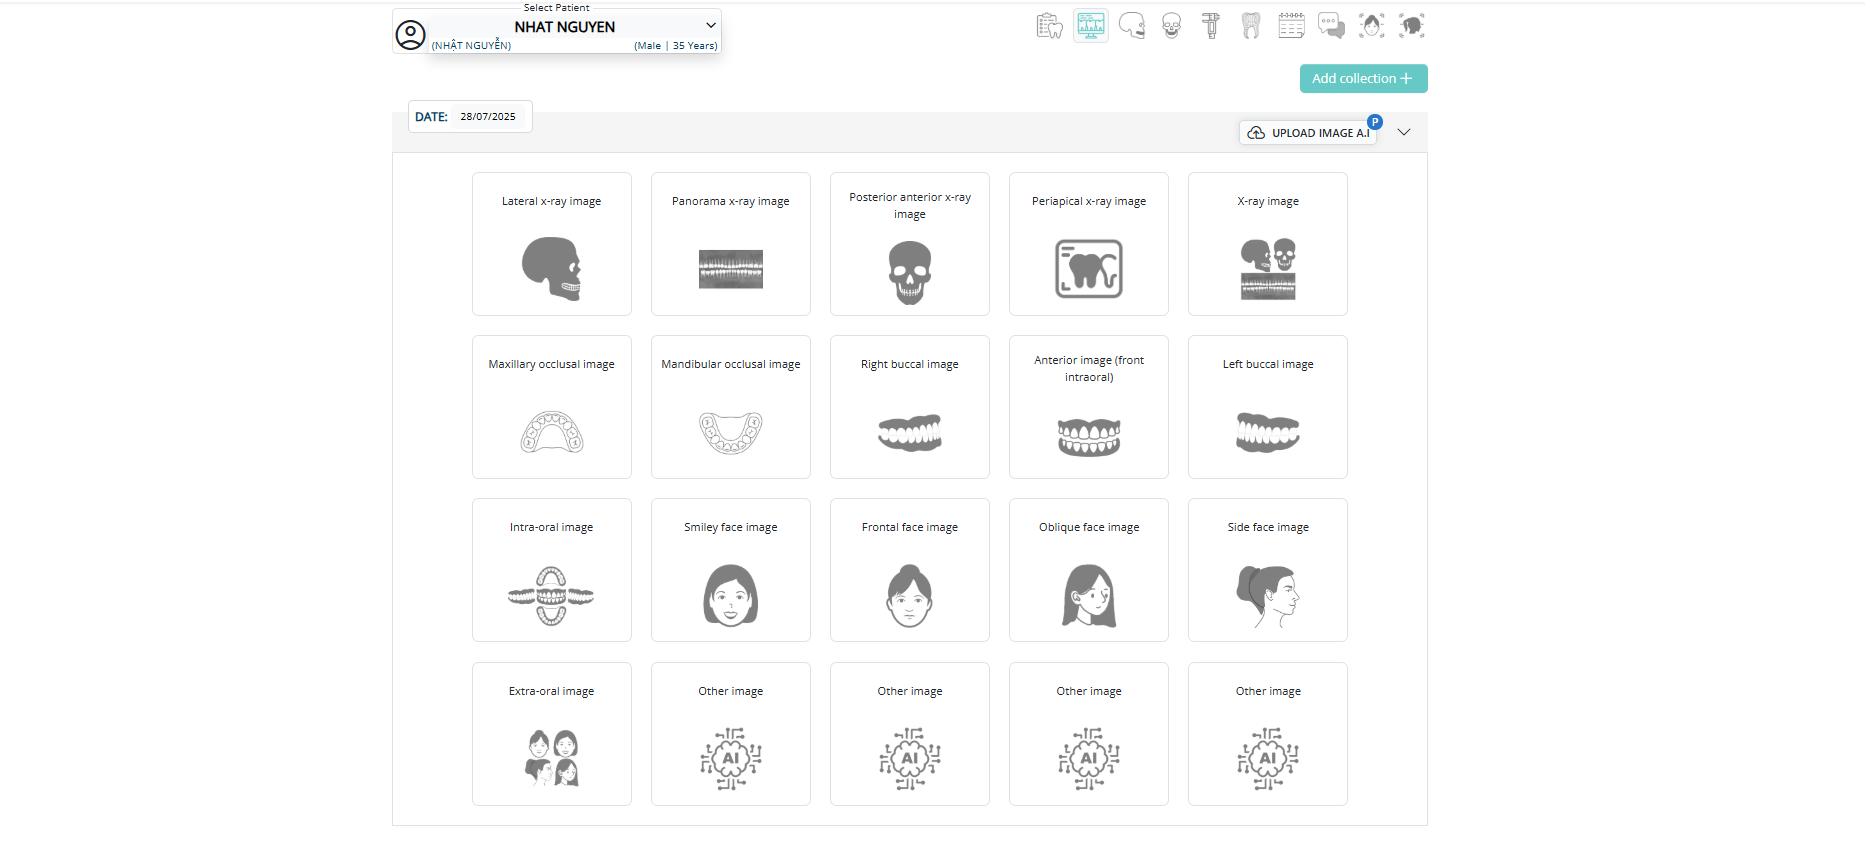 Select Patient
NHAT NGUYEN
(NHẬT NGUYỄN) (Male | 35 Years)
Add collection +
DATE: 28/07/2025
UPLOAD IMAGE A.I
P
Lateral x-ray image
Panorama x-ray image
Posterior anterior x-ray
image
Periapical x-ray image
X-ray image
Maxillary occlusal image
Mandibular occlusal image
Right buccal image
Anterior image (front
intraoral)
Left buccal image
Intra-oral image
Smiley face image
Frontal face image
Oblique face image
Side face image
Extra-oral image
Other image
AI
Other image
AI
Other image
AI
Other image
AI